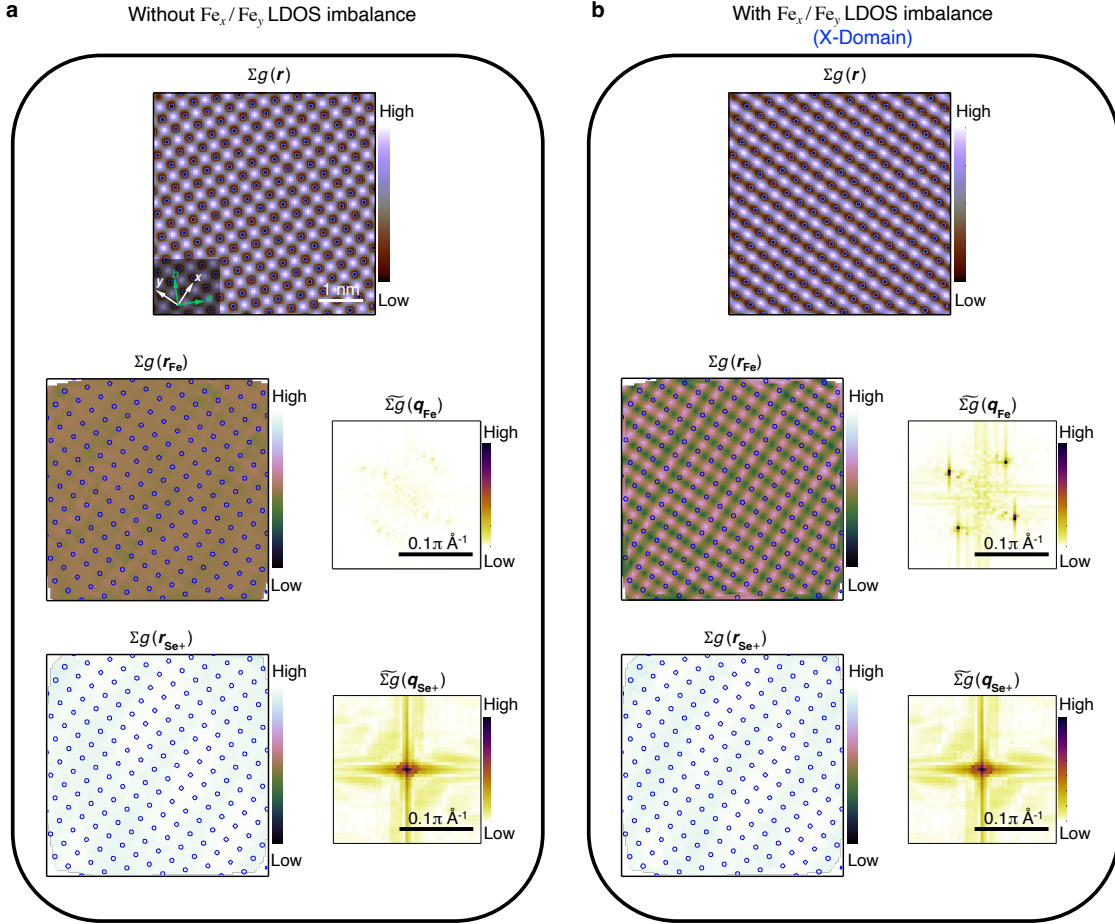 a
Without Feₓ/Fe_y LDOS imbalance
Σg(r)
High
Low
y
b
x
a
1 nm
Σg(r_Fe)
High
Low
Σg̃(q_Fe)
High
0.1π Å⁻¹
Low
Σg(r_Se+)
High
Low
Σg̃(q_Se+)
High
0.1π Å⁻¹
Low
b
With Feₓ/Fe_y LDOS imbalance
(X-Domain)
Σg(r)
High
Low
Σg(r_Fe)
High
Low
Σg̃(q_Fe)
High
0.1π Å⁻¹
Low
Σg(r_Se+)
High
Low
Σg̃(q_Se+)
High
0.1π Å⁻¹
Low